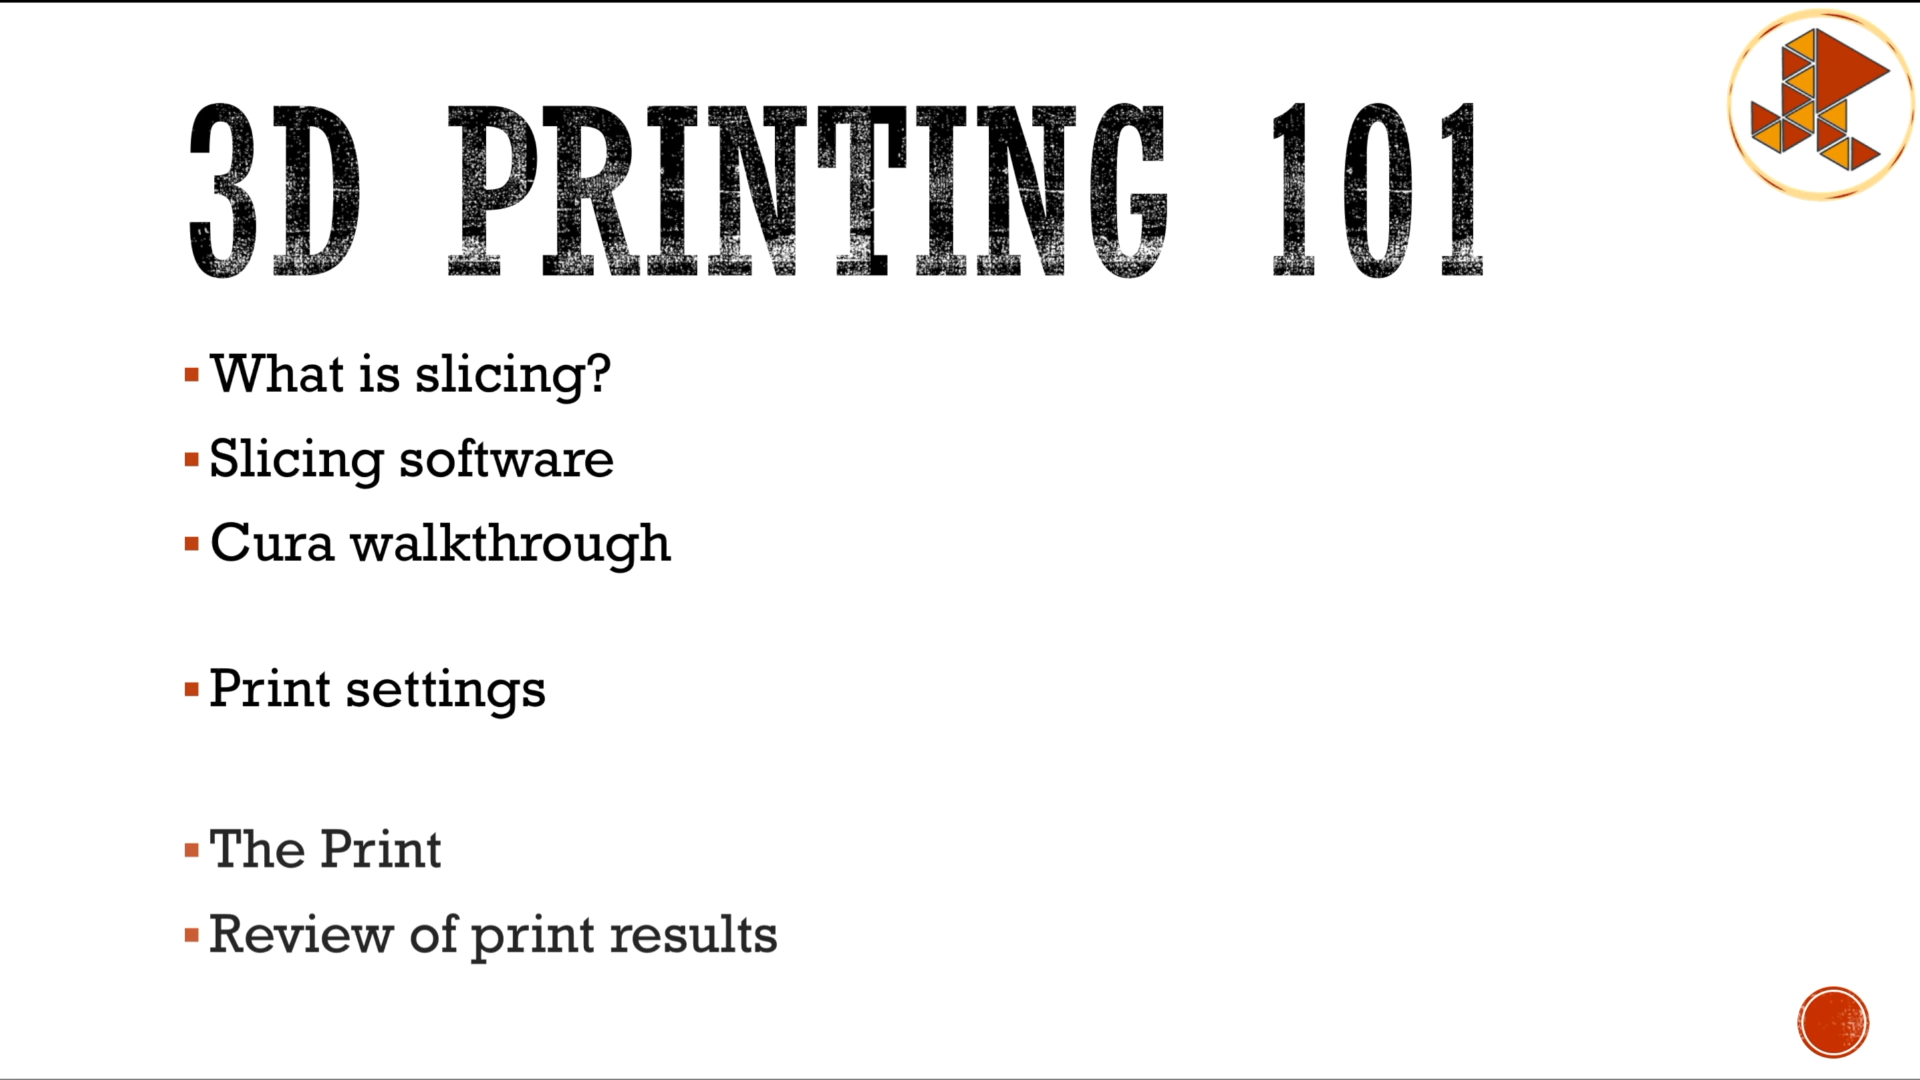 3D PRINTING 101
What is slicing?
Slicing software
Cura walkthrough
Print settings
The Print
Review of print results